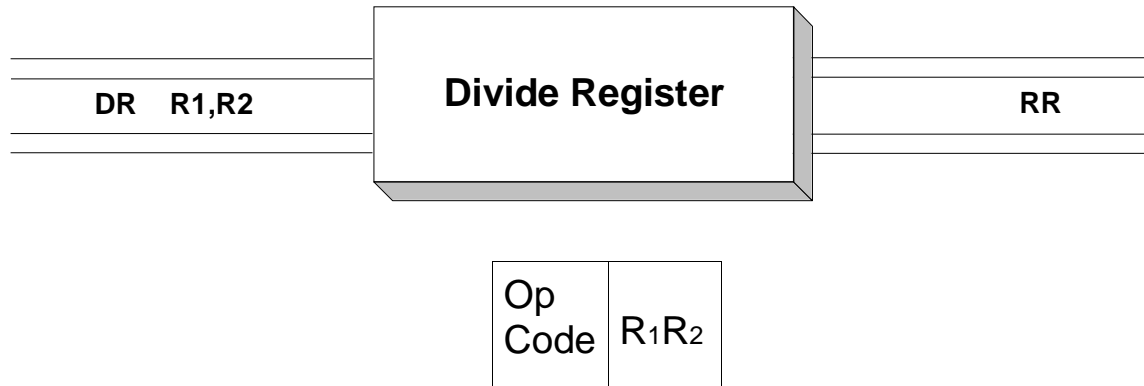 DR R1,R2
Divide Register
RR
Op
Code
R1R2